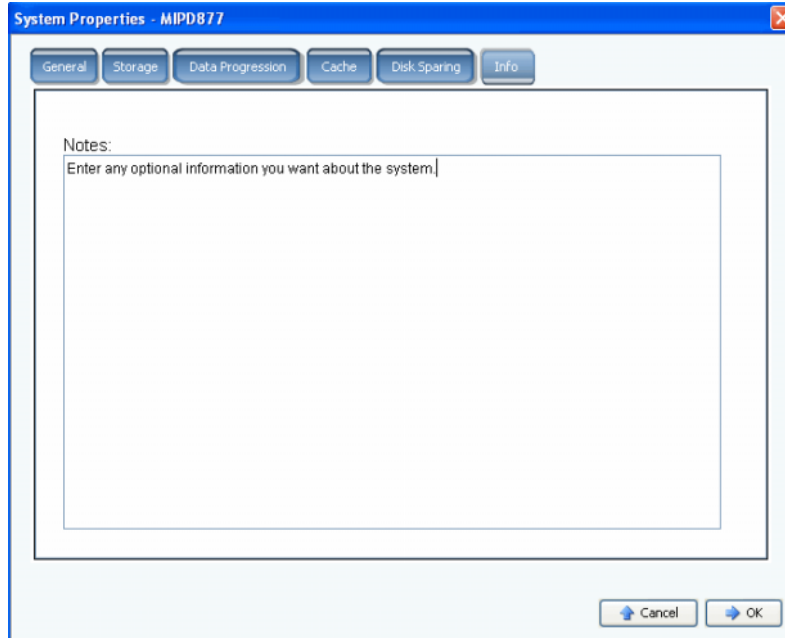 System Properties - MIPD877
General Storage Data Progression Cache Disk Sparing Info
Notes:
Enter any optional information you want about the system.
Cancel OK